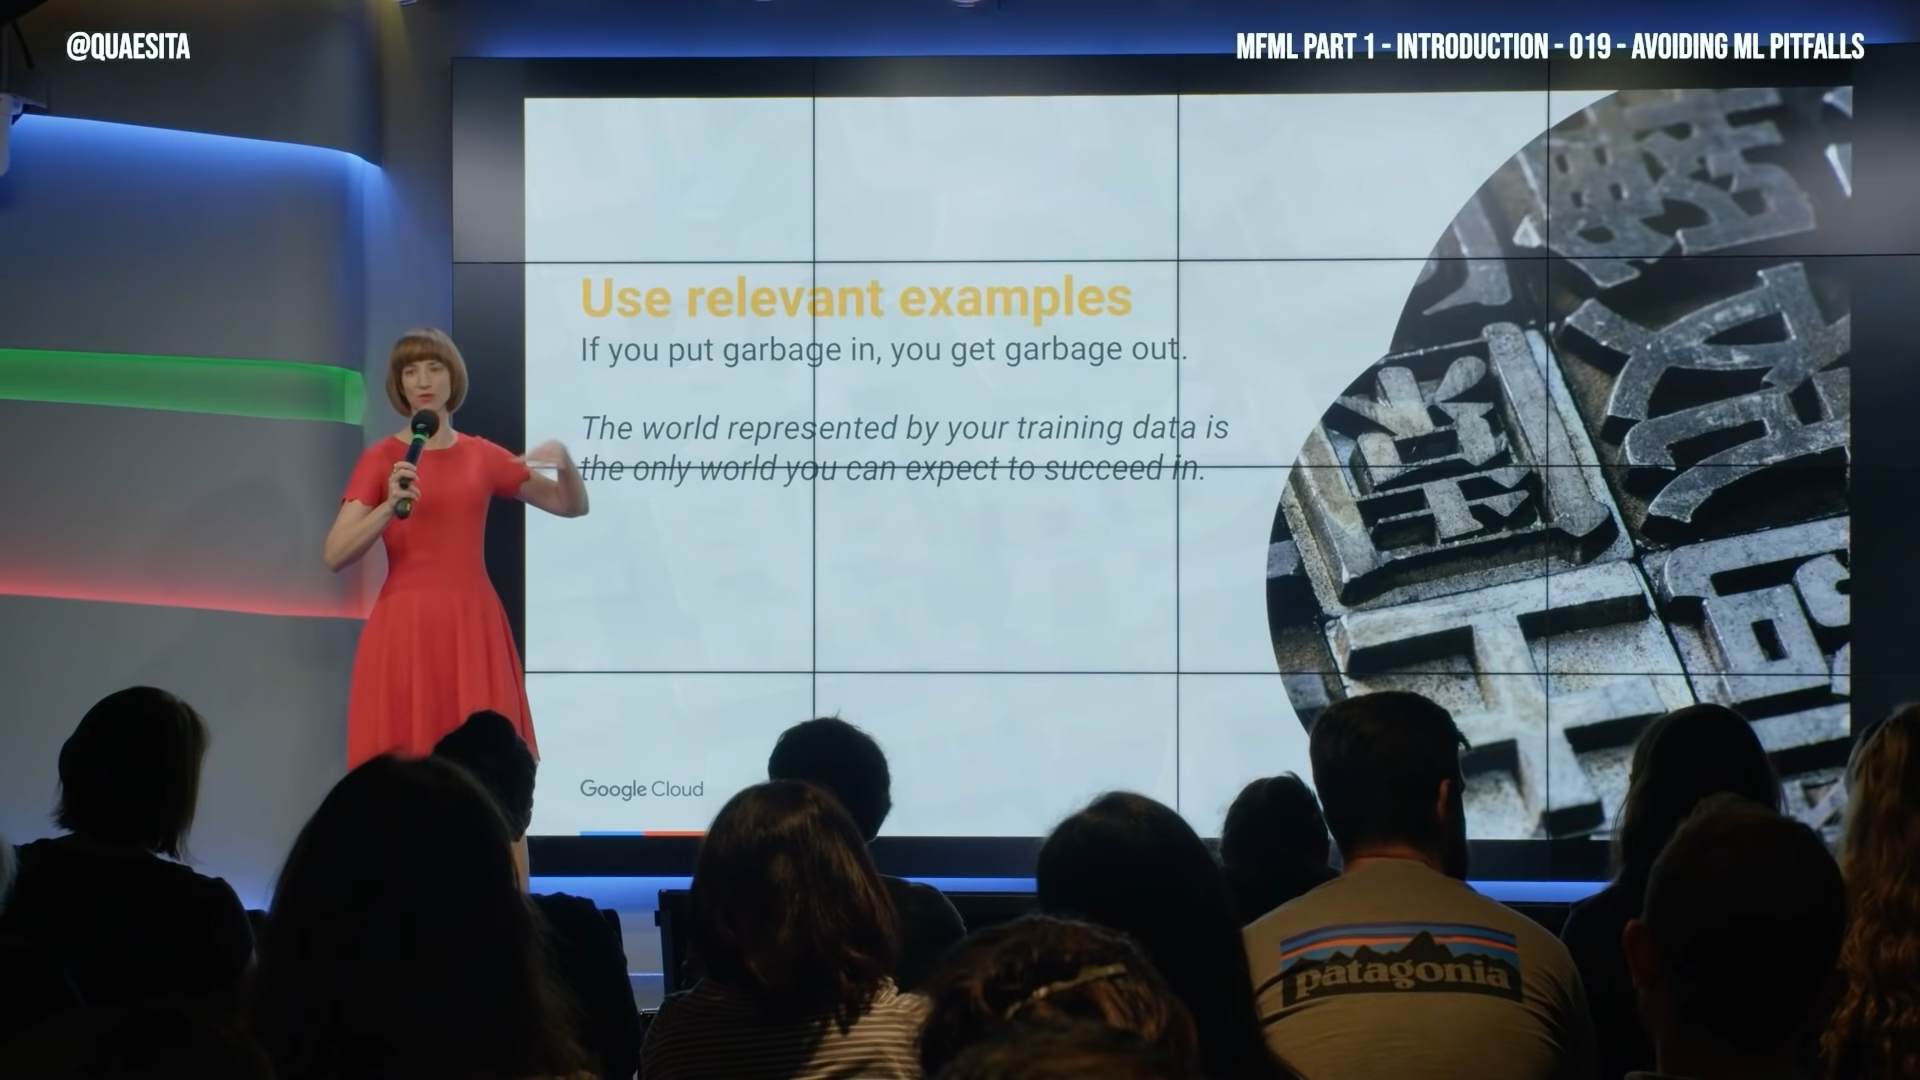 @QUAESITA
MFML PART 1 - INTRODUCTION - 019 - AVOIDING ML PITFALLS
Use relevant examples
If you put garbage in, you get garbage out.
The world represented by your training data is
the only world you can expect to succeed in.
Google Cloud
patagonia